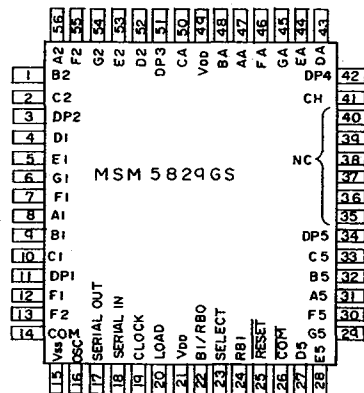 56 55 54 53 52 51 50 49 48 47 46 45 44 43
A2 F2 G2 E2 D2 DP3 CA VDD BA AA FA GA EA DA
1 B2 DP4 42
2 C2 CH 41
3 DP2 40
4 D1 39
5 E1 NC 38
6 G1 MSM5829GS 37
7 F1 36
8 A1 35
9 B1 DP5 34
10 C1 C5 33
11 DP1 B5 32
12 F1 A5 31
13 F2 F5 30
14 COM G5 29
VSS OSC SERIAL OUT SERIAL IN CLOCK LOAD VDD BI/RBO SELECT RBI RESET COM D5 E5
15 16 17 18 19 20 21 22 23 24 25 26 27 28